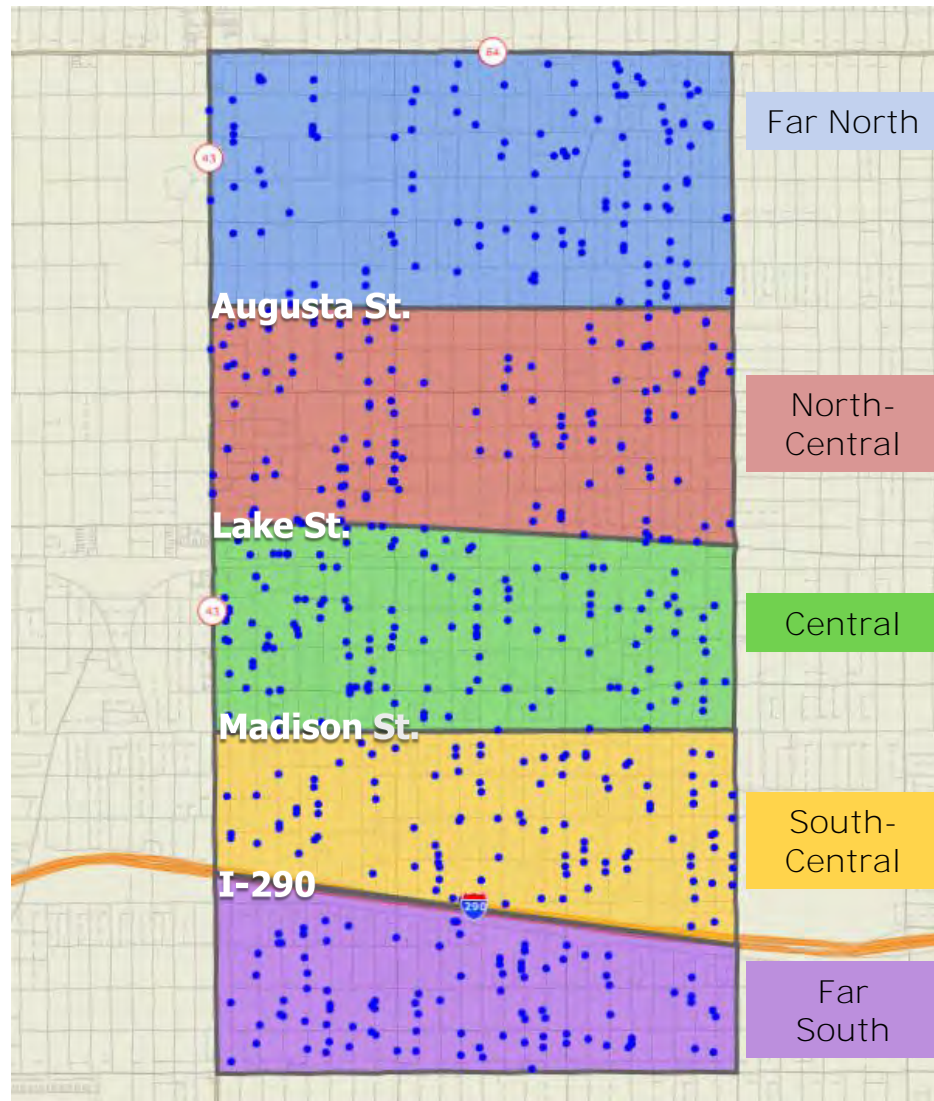 64
Far North
43
Augusta St.
North-
Central
Lake St.
43
Central
Madison St.
South-
Central
I-290
290
Far
South